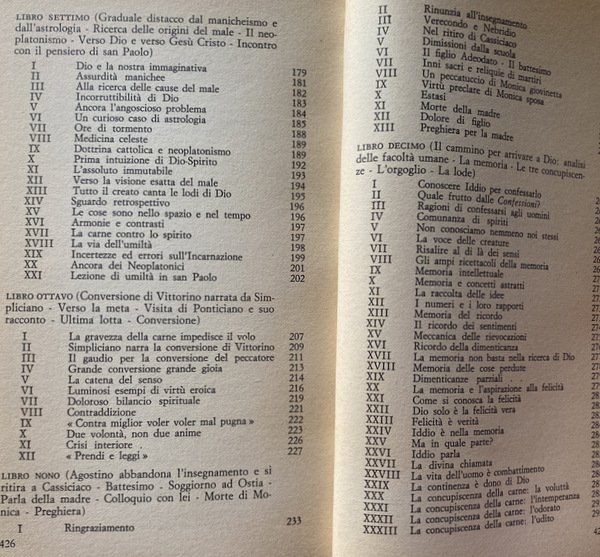 LIBRO SETTIMO (Graduale distacco dal manicheismo e
dall'astrologia - Ricerca delle origini del male - Il neo-
platonismo - Verso Dio e verso Gesù Cristo - Incontro
con il pensiero di san Paolo)
I Dio e la nostra immaginativa 179
II Assurdità manichee 181
III Alla ricerca delle cause del male 182
IV Incorruttibilità di Dio 183
V Ancora l'angoscioso problema 184
VI Un curioso caso di astrologia 185
VII Ore di tormento
VIII Medicina celeste 188
IX Dottrina cattolica e neoplatonismo 189
X Prima intuizione di Dio-Spirito 192
XI L'assoluto immutabile 193
XII Verso la visione esatta del male 194
XIII Tutto il creato canta le lodi di Dio 194
XIV Sguardo retrospettivo 195
XV Le cose sono nello spazio e nel tempo 196
XVI Armonie e contrasti 196
XVII La carne contro lo spirito 197
XVIII La via dell'umiltà 198
XIX Incertezze ed errori sull'Incarnazione 199
XX Ancora dei Neoplatonici 201
XXI Lezione di umiltà in san Paolo 202
LIBRO OTTAVO (Conversione di Vittorino narrata da Sim-
pliciano - Verso la meta - Visita di Ponticiano e suo
racconto - Ultima lotta - Conversione)
I La gravezza della carne impedisce il volo 207
II Simpliciano narra la conversione di Vittorino 209
III Il gaudio per la conversione del peccatore 211
IV Grande conversione grande gioia 213
V La catena del senso 214
VI Luminosi esempi di virtù eroica 216
VII Doloroso bilancio spirituale 219
VIII Contraddizione 221
IX « Contra miglior voler voler mal pugna » 222
X Due volontà, non due anime 223
XI Crisi interiore 226
XII « Prendi e leggi » 227
LIBRO NONO (Agostino abbandona l'insegnamento e si
ritira a Cassiciaco - Battesimo - Soggiorno ad Ostia -
Parla della madre - Colloquio con lei - Morte di Mo-
nica - Preghiera)
I Ringraziamento 233
426
II Rinunzia all'insegnamento
III Verecondo e Nebridio
IV Nel ritiro di Cassiciaco
V Dimissioni dalla scuola
VI Il figlio Adeodato - Il battesimo
VII Inni sacri e reliquie di martiri
VIII Un peccatuccio di Monica giovinetta
IX Virtù preclare di Monica sposa
X Estasi
XI Morte della madre
XII Dolore di figlio
XIII Preghiera per la madre
LIBRO DECIMO (Il cammino per arrivare a Dio: analisi
delle facoltà umane - La memoria - Le tre concupiscen-
ze - L'orgoglio - La lode)
I Conoscere Iddio per confessarlo
II Quale frutto dalle Confessioni?
III Ragioni di confessarsi agli uomini
IV Comunanza di spiriti
V Non conosciamo nemmeno noi stessi
VI La voce delle creature
VII Risalire al di là dei sensi
VIII Gli ampi ricettacoli della memoria
IX Memoria intellettuale
X Memoria e concetti astratti
XI La raccolta delle idee
XII I numeri e i loro rapporti
XIII Memoria del ricordo
XIV Il ricordo dei sentimenti
XV Meccanica delle rievocazioni
XVI Ricordo della dimenticanza
XVII La memoria non basta nella ricerca di Dio
XVIII Memoria delle cose perdute
XIX Dimenticanze parziali
XX La memoria e l'aspirazione alla felicità
XXI Come si conosca la felicità
XXII Dio solo è la felicità vera
XXIII Felicità è verità
XXIV Iddio è nella memoria
XXV Ma in quale parte?
XXVI Iddio parla
XXVII La divina chiamata
XXVIII La vita dell'uomo è combattimento
XXIX La continenza è dono di Dio
XXX La concupiscenza della carne: la voluttà
XXXI La concupiscenza della carne: l'intemperanza
XXXII La concupiscenza della carne: l'odorato
XXXIII La concupiscenza della carne: l'udito